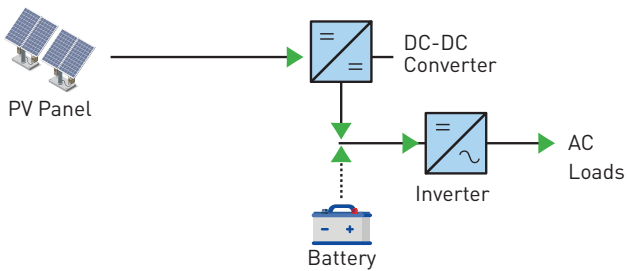 PV Panel
DC-DC
Converter
Inverter
AC
Loads
Battery